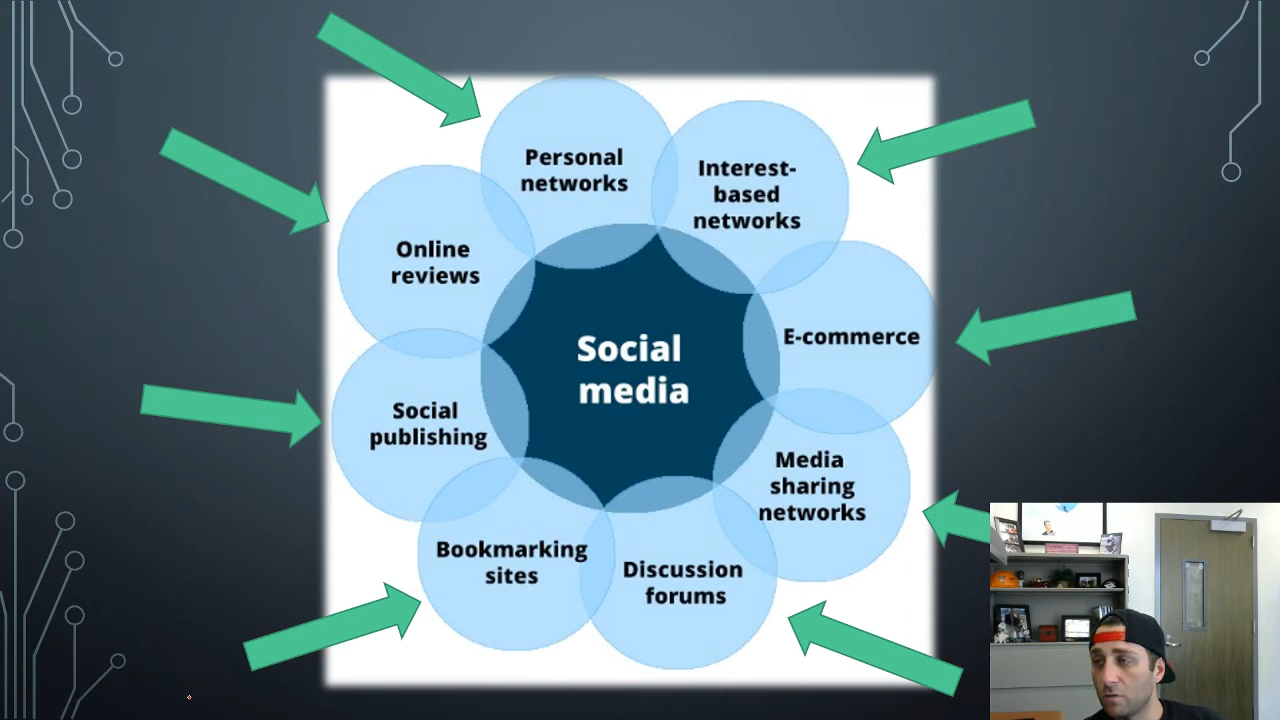 Personal
networks
Interest-
based
networks
Online
reviews
E-commerce
Social
media
Social
publishing
Media
sharing
networks
Bookmarking
sites
Discussion
forums